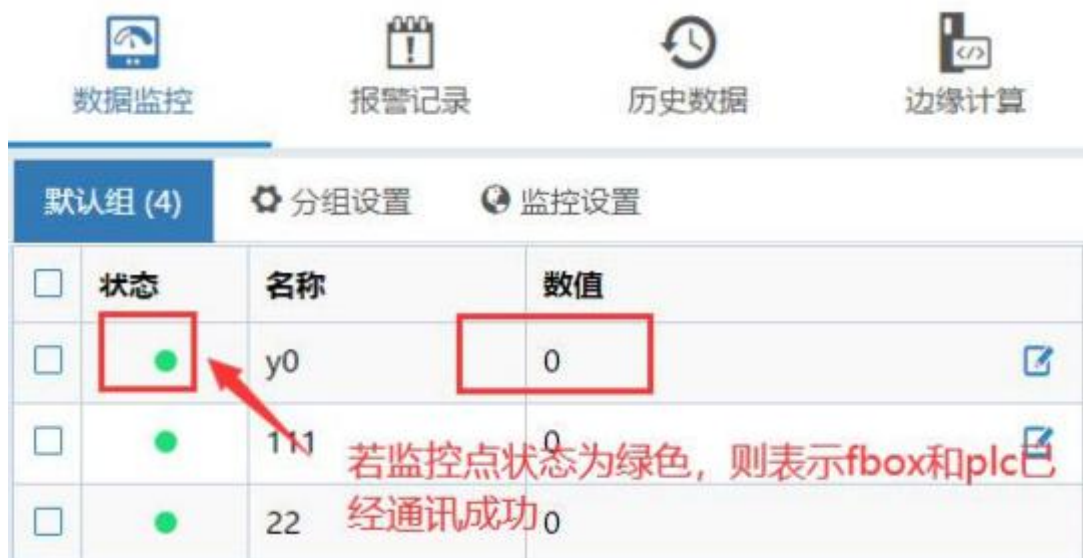 数据监控 报警记录 历史数据 边缘计算
默认组 (4) 分组设置 监控设置
状态 名称 数值
y0 0
111 0
若监控点状态为绿色，则表示fbox和plc已
经通讯成功
22 0